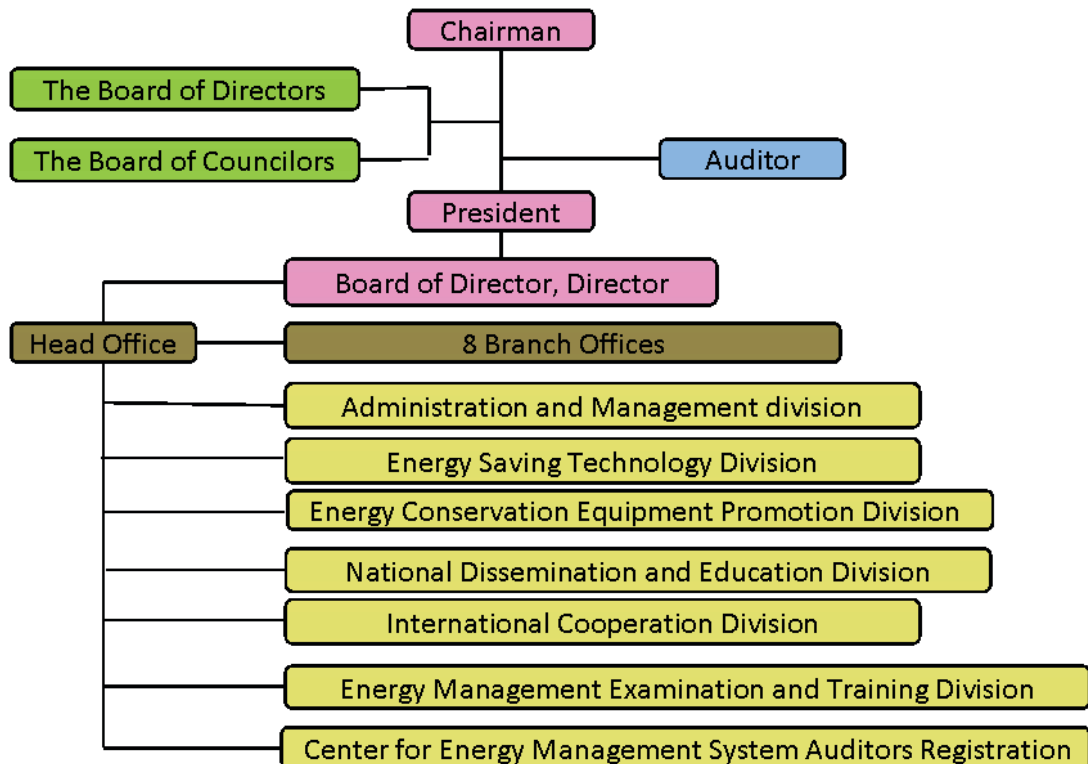 Chairman
The Board of Directors
The Board of Councilors
Auditor
President
Board of Director, Director
Head Office
8 Branch Offices
Administration and Management division
Energy Saving Technology Division
Energy Conservation Equipment Promotion Division
National Dissemination and Education Division
International Cooperation Division
Energy Management Examination and Training Division
Center for Energy Management System Auditors Registration